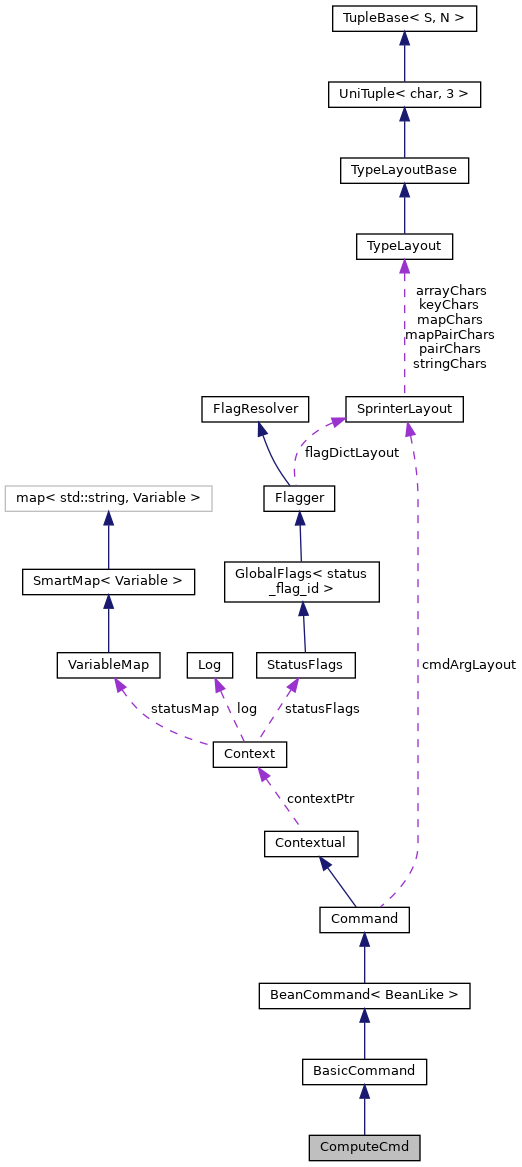 TupleBase< S, N >
UniTuple< char, 3 >
TypeLayoutBase
TypeLayout
arrayChars
keyChars
mapChars
mapPairChars
pairChars
stringChars
FlagResolver
SprinterLayout
flagDictLayout
map< std::string, Variable >
Flagger
SmartMap< Variable >
GlobalFlags< status
_flag_id >
VariableMap
Log
StatusFlags
cmdArgLayout
statusMap
log
statusFlags
Context
contextPtr
Contextual
Command
BeanCommand< BeanLike >
BasicCommand
ComputeCmd